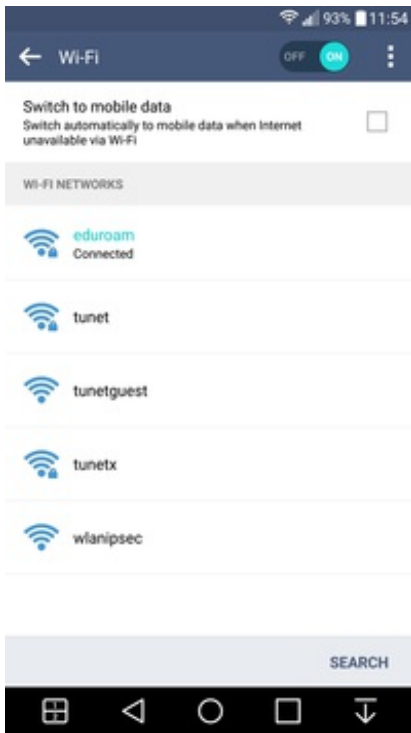 93% 11:54
Wi-Fi OFF ON
Switch to mobile data
Switch automatically to mobile data when Internet
unavailable via Wi-Fi
WI-FI NETWORKS
eduroam
Connected
tunet
tunetguest
tunetx
wlanipsec
SEARCH